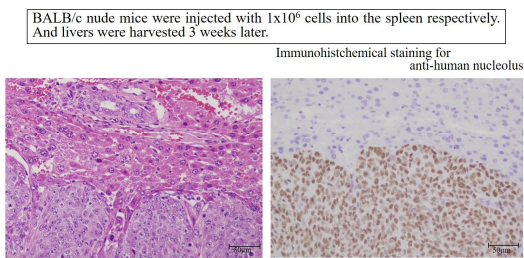 BALB/c nude mice were injected with 1x10⁶ cells into the spleen respectively.
And livers were harvested 3 weeks later.
Immunohistchemical staining for
anti-human nucleolus
50μm